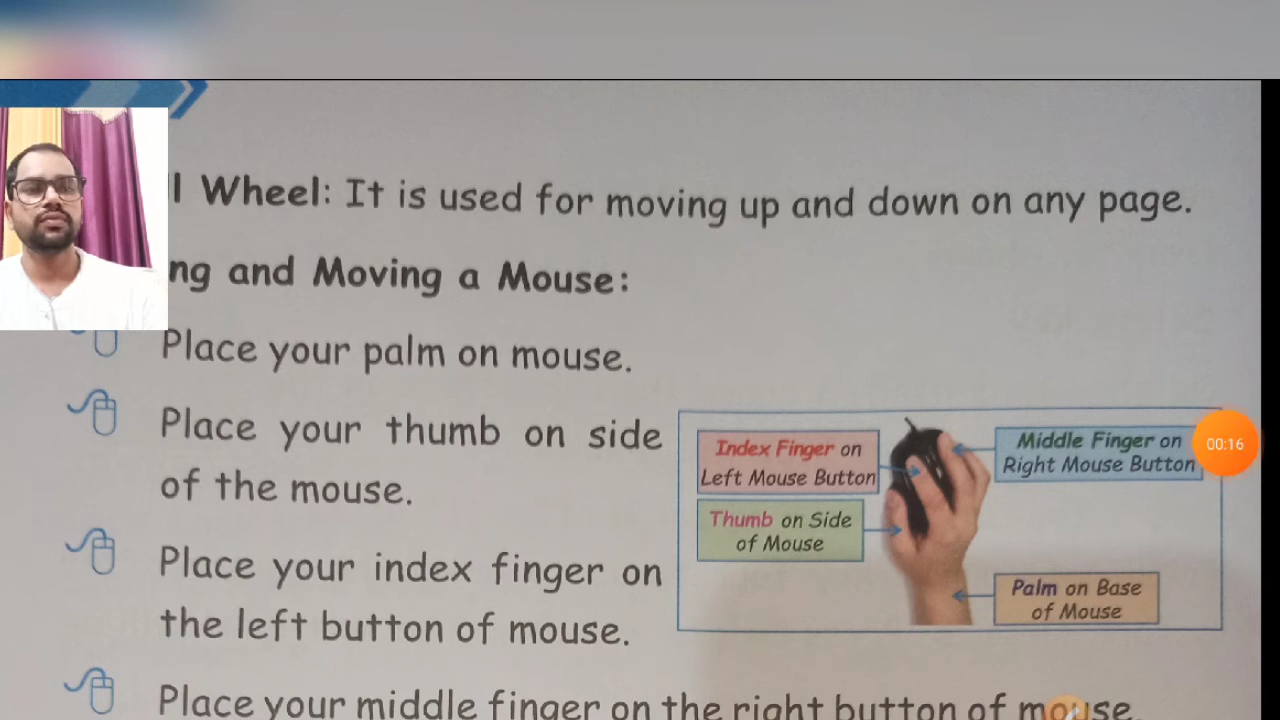 l Wheel: It is used for moving up and down on any page.
ng and Moving a Mouse:
Place your palm on mouse.
Place your thumb on side
of the mouse.
Place your index finger on
the left button of mouse.
Place your middle finger on the right button of mouse.
Index Finger on
Left Mouse Button
Middle Finger on
Right Mouse Button
Thumb on Side
of Mouse
Palm on Base
of Mouse
00:16